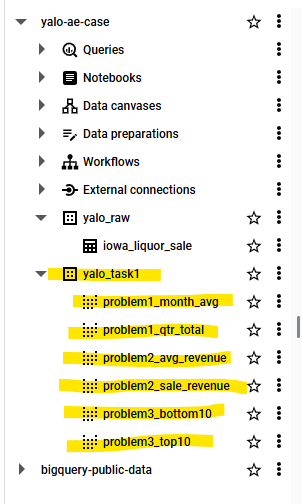 yalo-ae-case
Queries
Notebooks
Data canvases
Data preparations
Workflows
External connections
yalo_raw
iowa_liquor_sale
yalo_task1
problem1_month_avg
problem1_qtr_total
problem2_avg_revenue
problem2_sale_revenue
problem3_bottom10
problem3_top10
bigquery-public-data